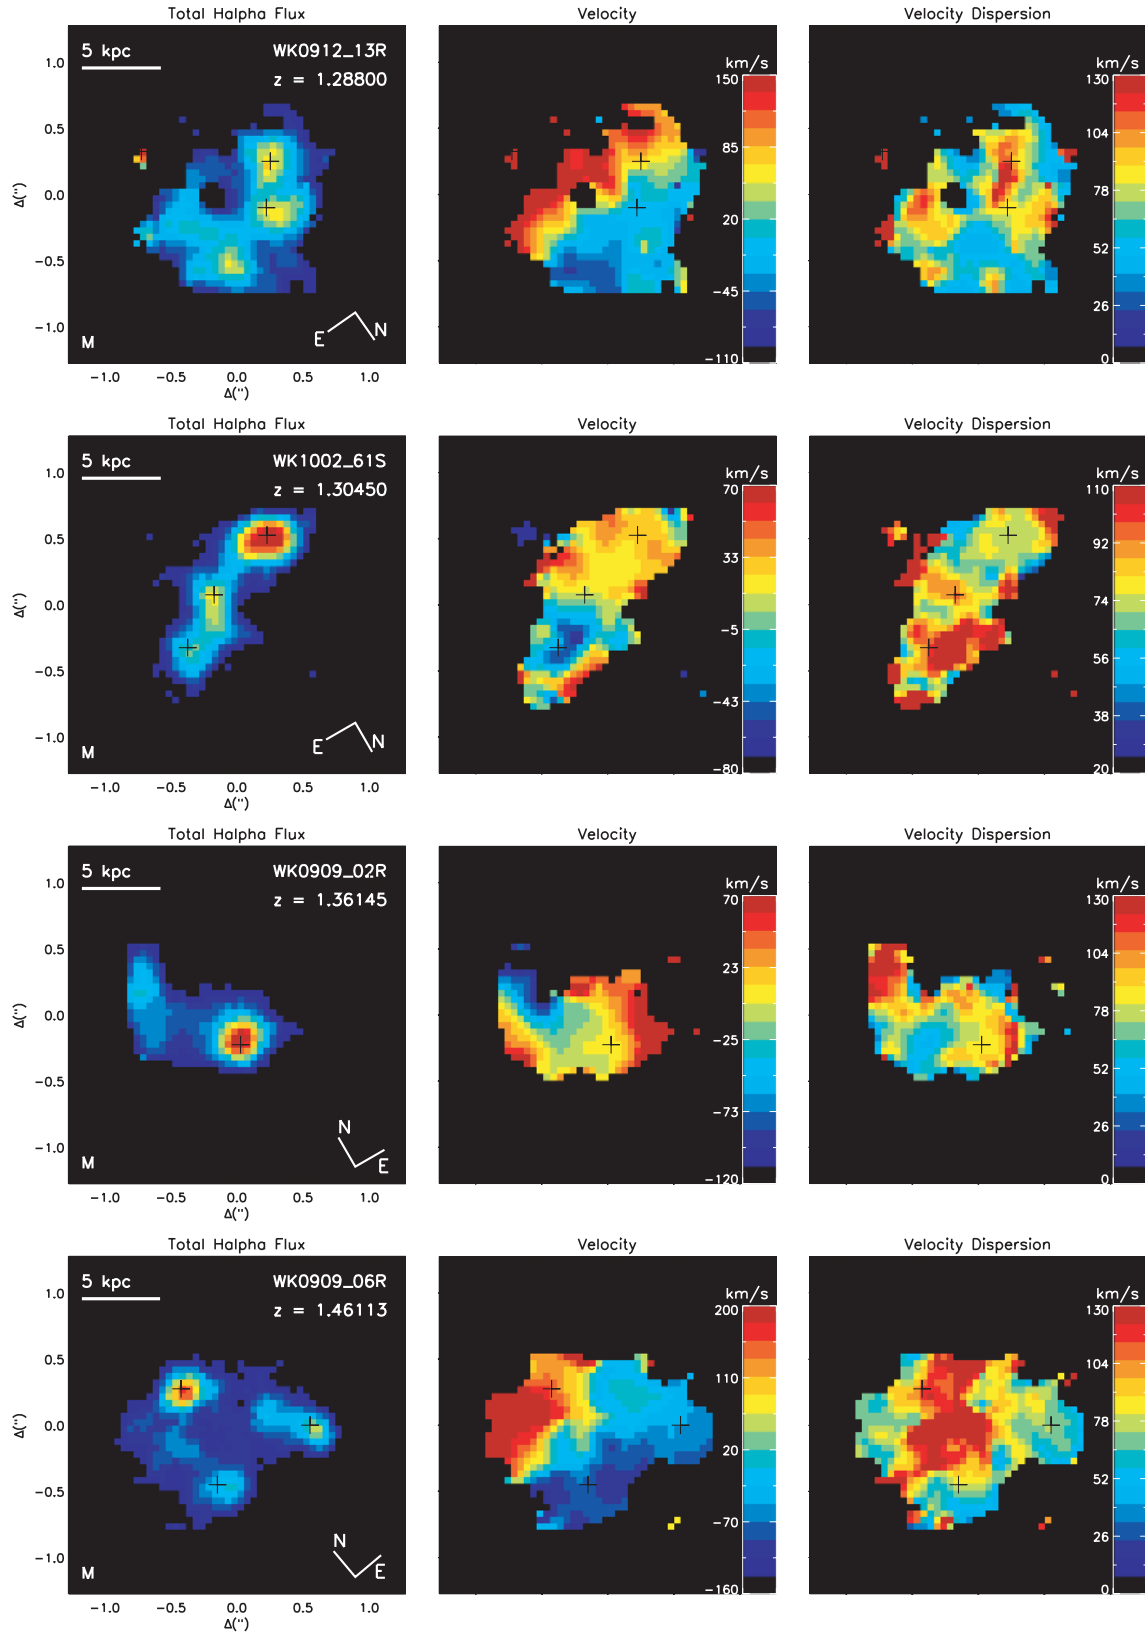 Total Halpha Flux Velocity Velocity Dispersion
5 kpc WK0912_13R
z = 1.28800
km/s km/s
1.0
0.5
0.0
−0.5
−1.0
Δ(")
150
85
20
−45
−110
130
104
78
52
26
0
M
E N
−1.0 −0.5 0.0 0.5 1.0
Δ(")
Total Halpha Flux Velocity Velocity Dispersion
5 kpc WK1002_61S
z = 1.30450
km/s km/s
1.0
0.5
0.0
−0.5
−1.0
Δ(")
70
33
−5
−43
−80
110
92
74
56
38
20
M
E N
−1.0 −0.5 0.0 0.5 1.0
Δ(")
Total Halpha Flux Velocity Velocity Dispersion
5 kpc WK0909_02R
z = 1.36145
km/s km/s
1.0
0.5
0.0
−0.5
−1.0
Δ(")
70
23
−25
−73
−120
130
104
78
52
26
0
N
M E
−1.0 −0.5 0.0 0.5 1.0
Δ(")
Total Halpha Flux Velocity Velocity Dispersion
5 kpc WK0909_06R
z = 1.46113
km/s km/s
1.0
0.5
0.0
−0.5
−1.0
Δ(")
200
110
20
−70
−160
130
104
78
52
26
0
N
M E
−1.0 −0.5 0.0 0.5 1.0
Δ(")